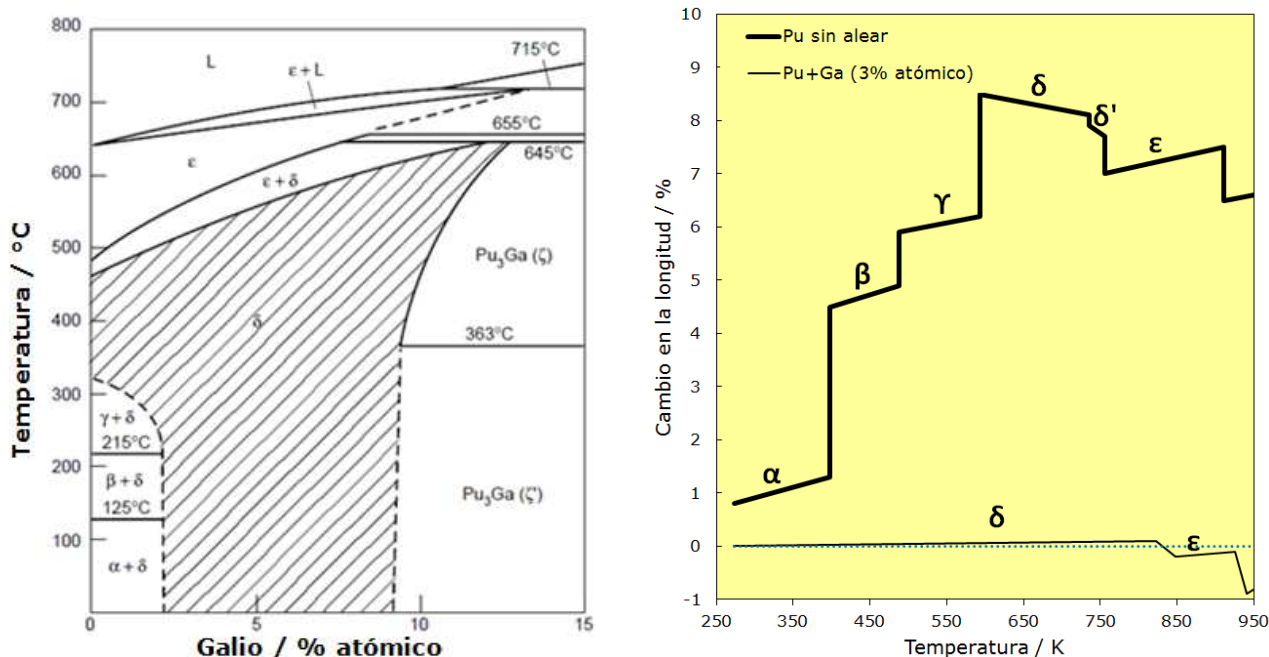 800
700
600
500
400
300
200
100
Temperatura / °C
L
ε+L
715°C
655°C
645°C
ε
ε+δ
Pu₃Ga (ζ)
δ
363°C
γ+δ
215°C
β+δ
125°C
Pu₃Ga (ζ')
α+δ
0
5
10
15
Galio / % atómico
10
9
8
7
6
5
4
3
2
1
0
-1
Cambio en la longitud / %
Pu sin alear
Pu+Ga (3% atómico)
δ
δ'
ε
γ
β
α
δ
ε
250
350
450
550
650
750
850
950
Temperatura / K